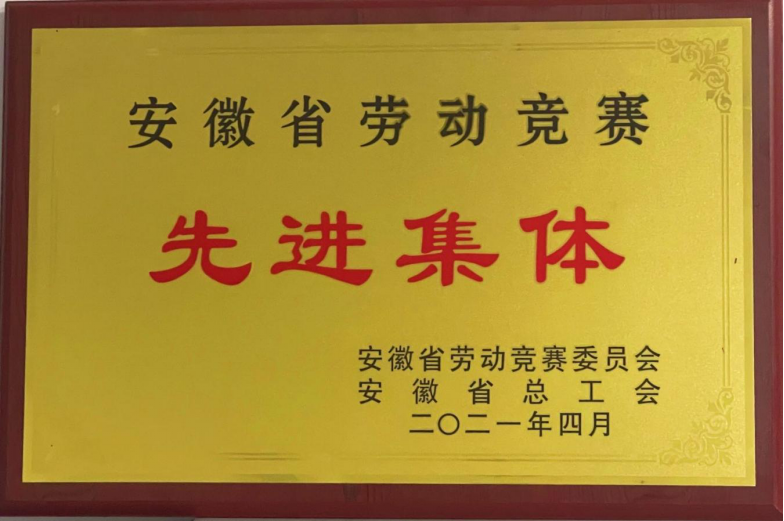 安徽省劳动竞赛
先进集体
安徽省劳动竞赛委员会
安徽省总工会
二〇二一年四月